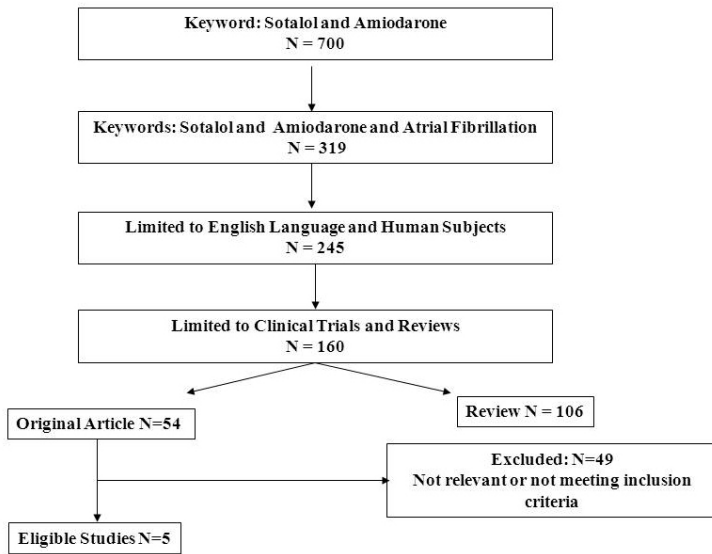 Keyword: Sotalol and Amiodarone
N = 700
Keywords: Sotalol and Amiodarone and Atrial Fibrillation
N = 319
Limited to English Language and Human Subjects
N = 245
Limited to Clinical Trials and Reviews
N = 160
Original Article N=54
Review N = 106
Excluded: N=49
Not relevant or not meeting inclusion
criteria
Eligible Studies N=5